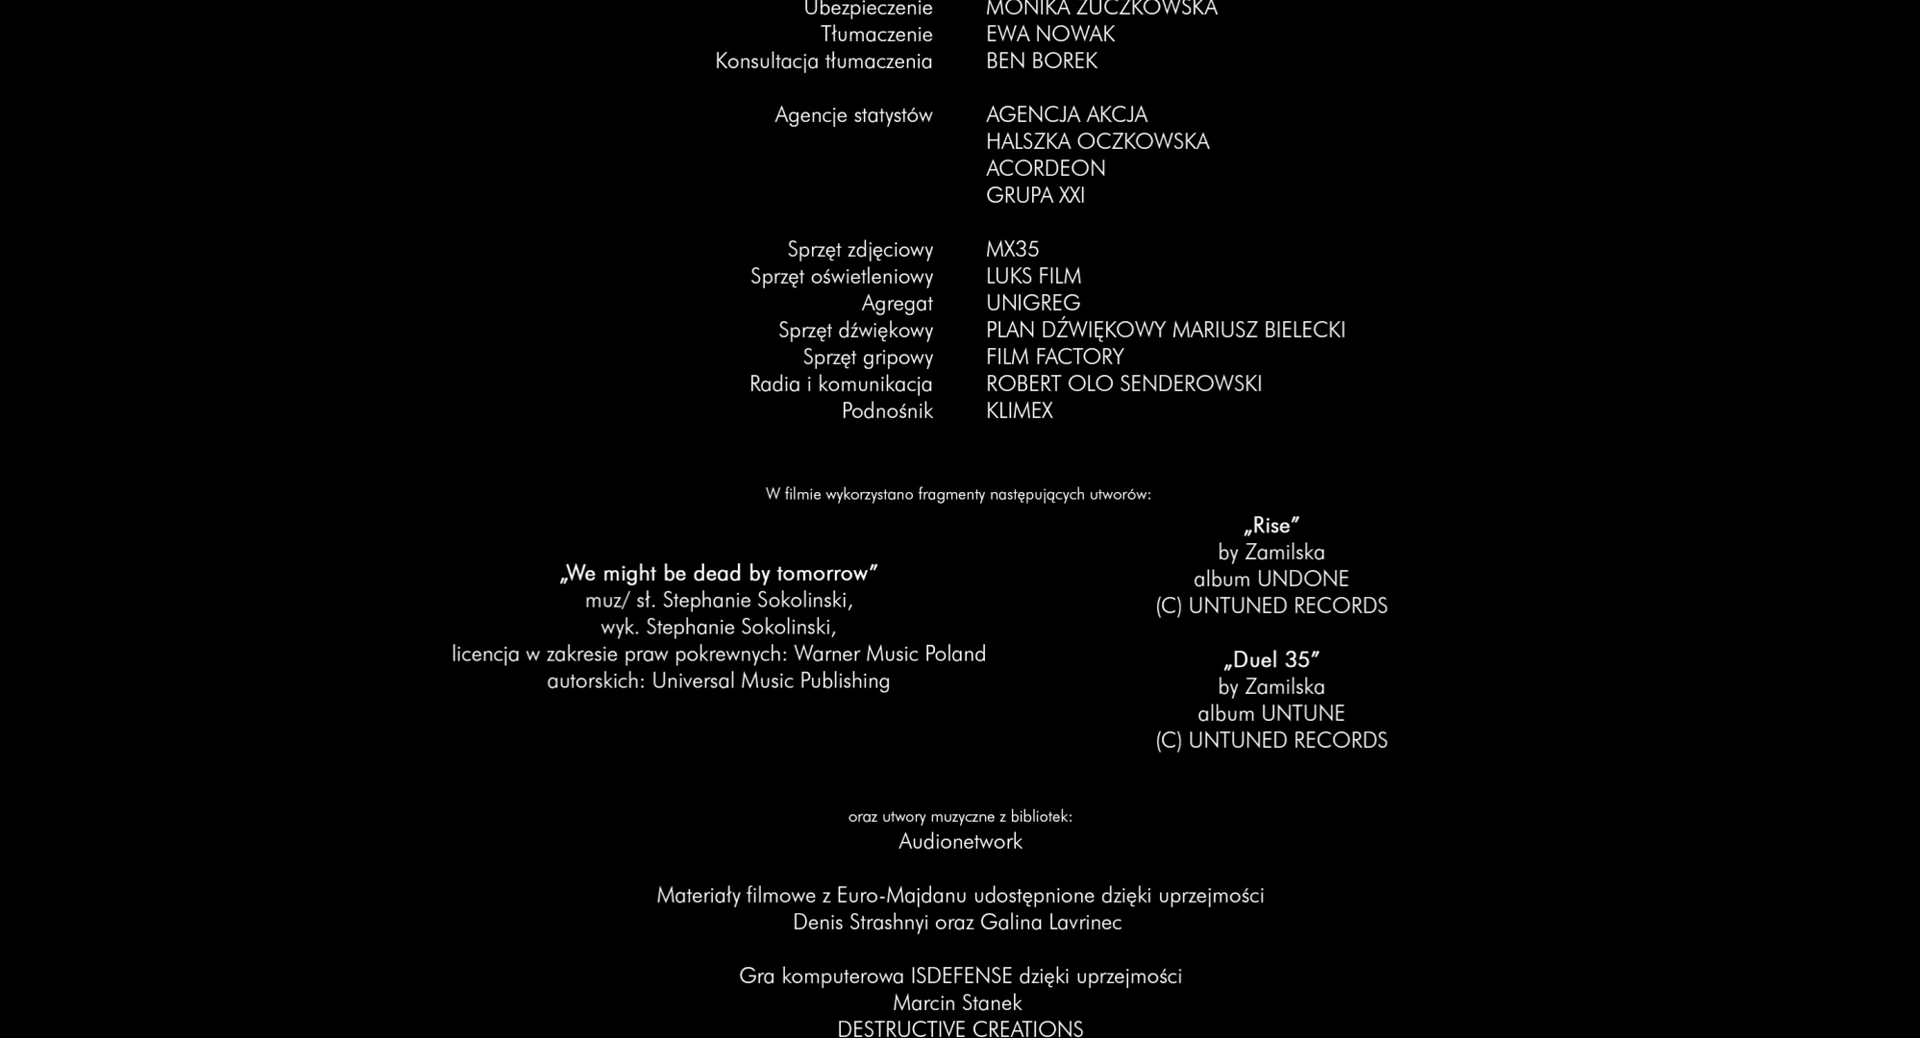 Ubezpieczenie MONIKA ZUCZKOWSKA
Tłumaczenie EWA NOWAK
Konsultacja tłumaczenia BEN BOREK
Agencje statystów AGENCJA AKCJA
HALSZKA OCZKOWSKA
ACORDEON
GRUPA XXI
Sprzęt zdjęciowy MX35
Sprzęt oświetleniowy LUKS FILM
Agregat UNIGREG
Sprzęt dźwiękowy PLAN DŹWIĘKOWY MARIUSZ BIELECKI
Sprzęt gripowy FILM FACTORY
Radia i komunikacja ROBERT OLO SENDEROWSKI
Podnośnik KLIMEX
W filmie wykorzystano fragmenty następujących utworów:
„We might be dead by tomorrow”
muz/ sł. Stephanie Sokolinski,
wyk. Stephanie Sokolinski,
licencja w zakresie praw pokrewnych: Warner Music Poland
autorskich: Universal Music Publishing
„Rise”
by Zamilska
album UNDONE
(C) UNTUNED RECORDS
„Duel 35”
by Zamilska
album UNTUNE
(C) UNTUNED RECORDS
oraz utwory muzyczne z bibliotek:
Audionetwork
Materiały filmowe z Euro-Majdanu udostępnione dzięki uprzejmości
Denis Strashnyi oraz Galina Lavrinec
Gra komputerowa ISDEFENSE dzięki uprzejmości
Marcin Stanek
DESTRUCTIVE CREATIONS